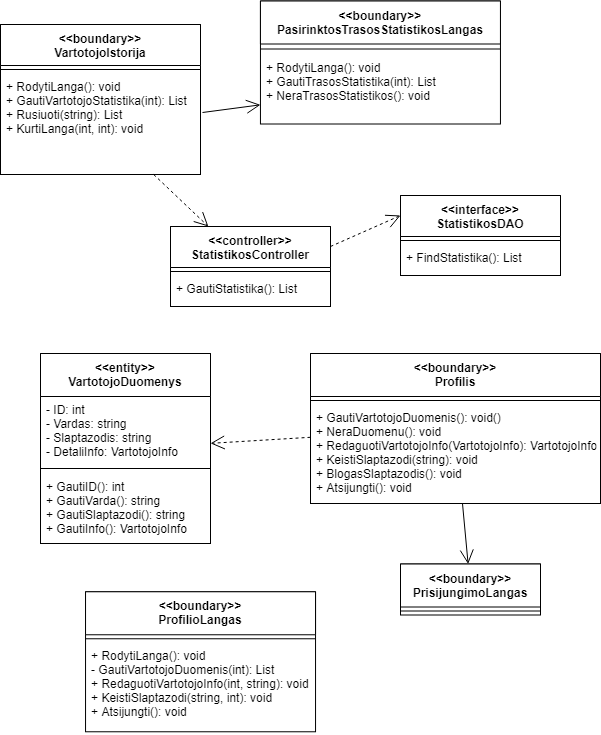 <<boundary>>
VartotojoIstorija
+ RodytiLanga(): void
+ GautiVartotojoStatistika(int): List
+ Rusiuoti(string): List
+ KurtiLanga(int, int): void
<<boundary>>
PasirinktosTrasosStatistikosLangas
+ RodytiLanga(): void
+ GautiTrasosStatistika(int): List
+ NeraTrasosStatistikos(): void
<<controller>>
StatistikosController
+ GautiStatistika(): List
<<interface>>
StatistikosDAO
+ FindStatistika(): List
<<entity>>
VartotojoDuomenys
- ID: int
- Vardas: string
- Slaptazodis: string
- DetaliInfo: VartotojoInfo
+ GautiID(): int
+ GautiVarda(): string
+ GautiSlaptazodi(): string
+ GautiInfo(): VartotojoInfo
<<boundary>>
Profilis
+ GautiVartotojoDuomenis(): void()
+ NeraDuomenu(): void
+ RedaguotiVartotojoInfo(VartotojoInfo): VartotojoInfo
+ KeistiSlaptazodi(string): void
+ BlogasSlaptazodis(): void
+ Atsijungti(): void
<<boundary>>
PrisijungimoLangas
<<boundary>>
ProfilioLangas
+ RodytiLanga(): void
- GautiVartotojoDuomenis(int): List
+ RedaguotiVartotojoInfo(int, string): void
+ KeistiSlaptazodi(string, int): void
+ Atsijungti(): void